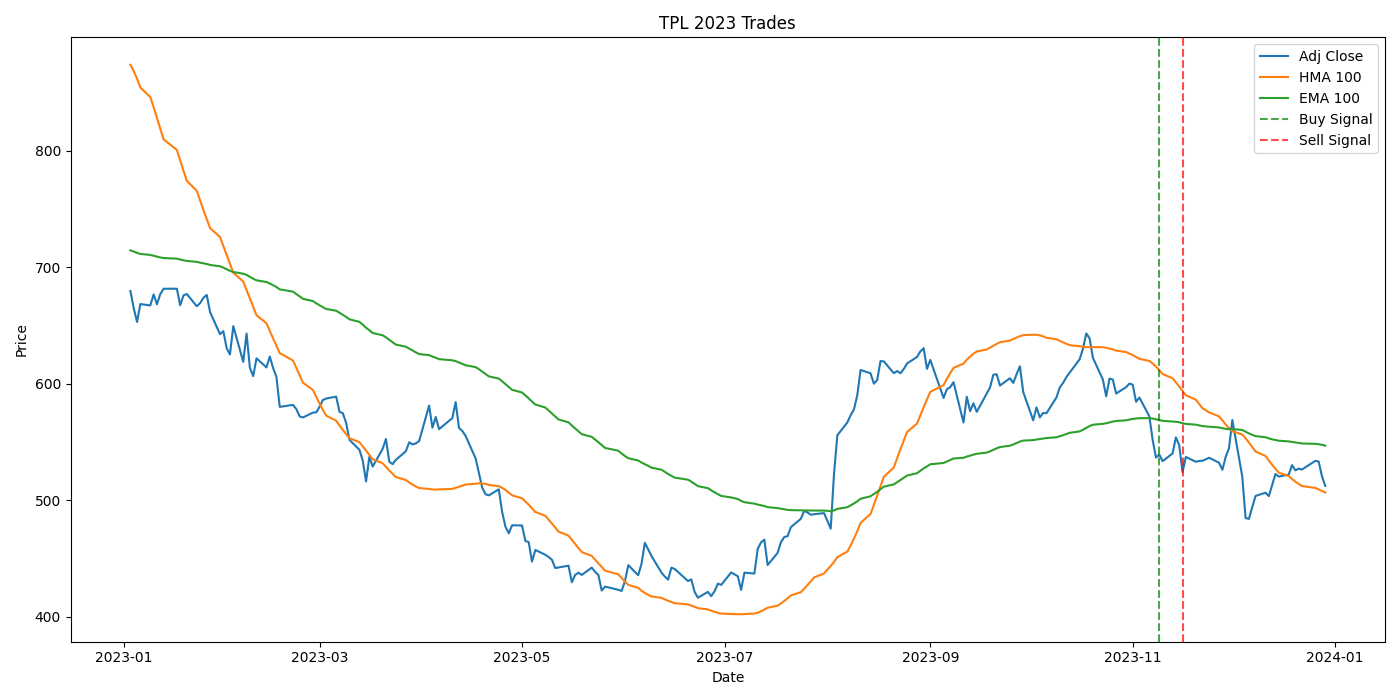 TPL 2023 Trades
Adj Close
HMA 100
EMA 100
Buy Signal
Sell Signal
Price
800
700
600
500
400
2023-01
2023-03
2023-05
2023-07
2023-09
2023-11
2024-01
Date